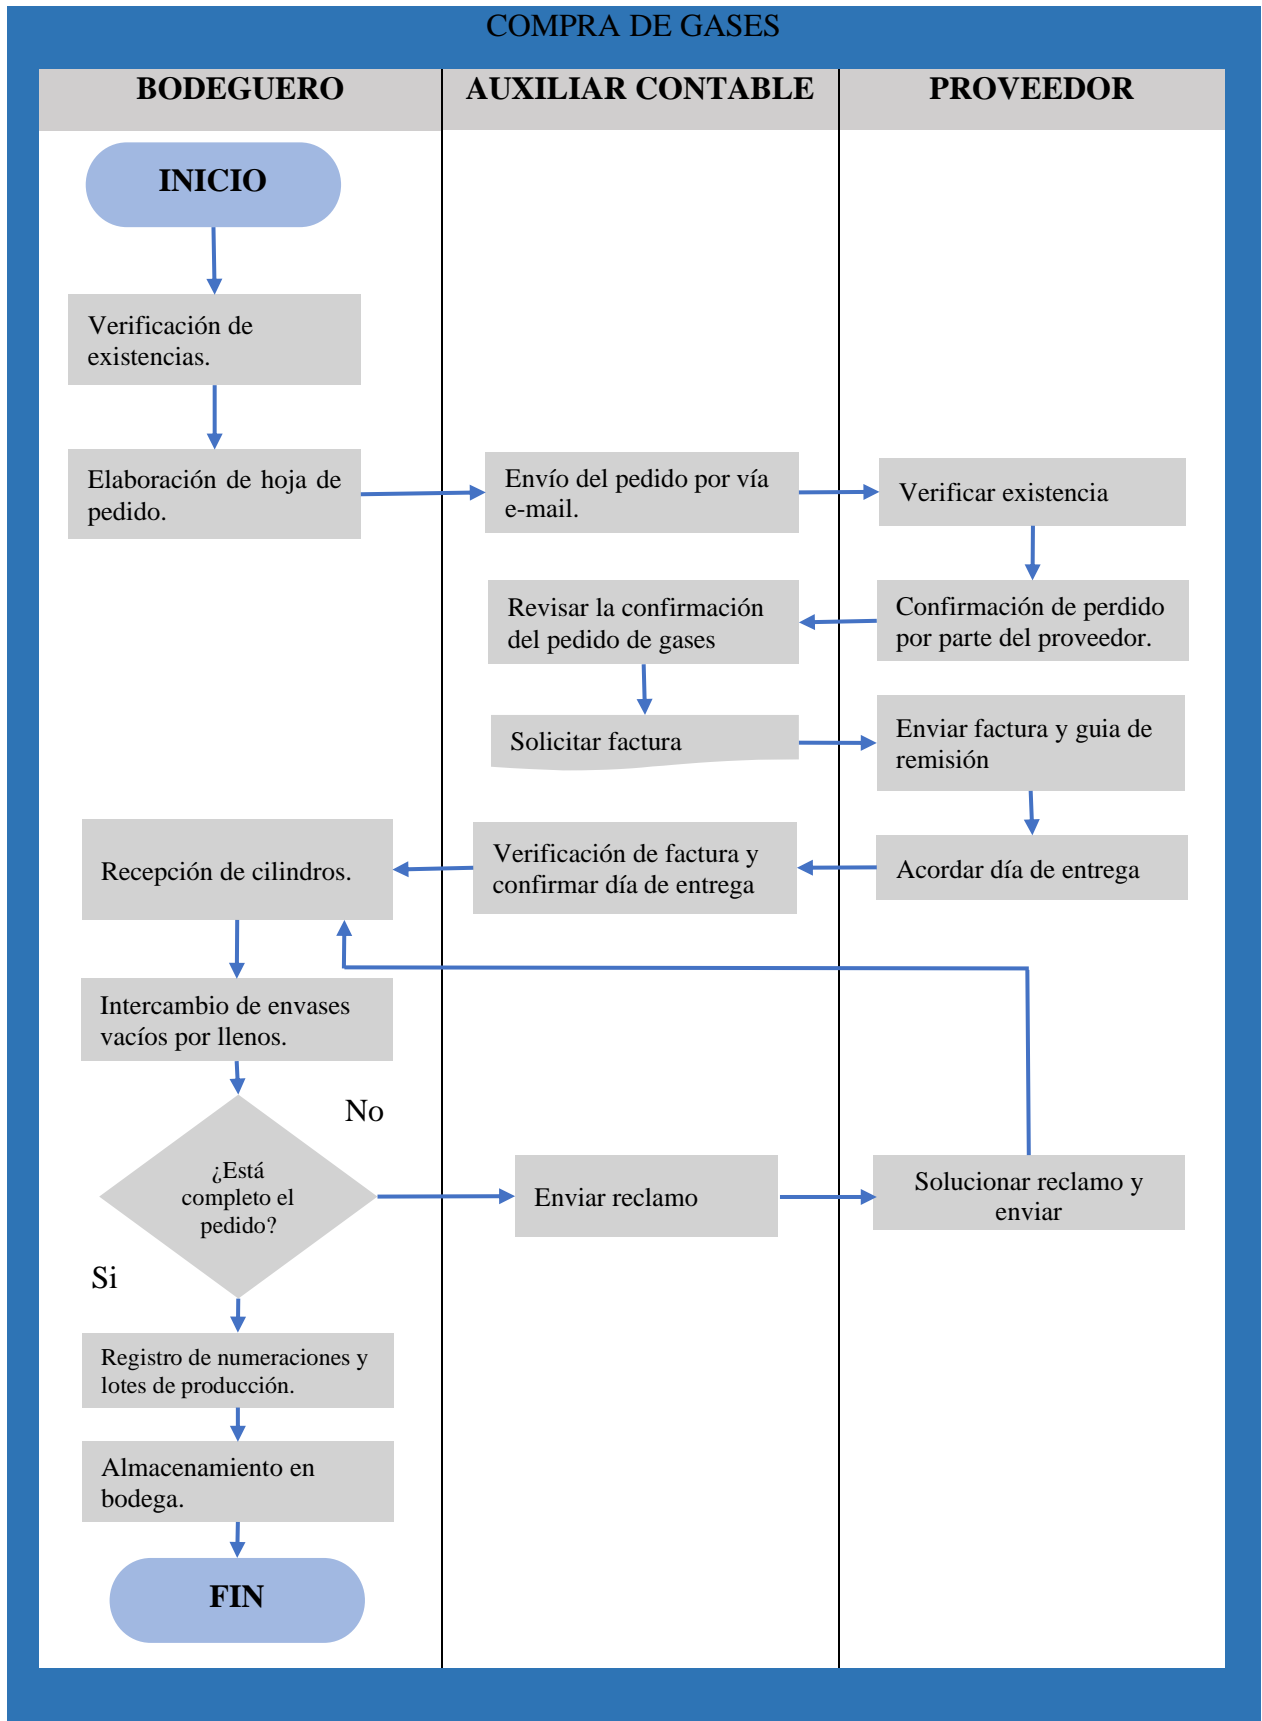 COMPRA DE GASES
BODEGUERO
AUXILIAR CONTABLE
PROVEEDOR
INICIO
Verificación de
existencias.
Elaboración de hoja de
pedido.
Envío del pedido por vía
e-mail.
Verificar existencia
Confirmación de perdido
por parte del proveedor.
Revisar la confirmación
del pedido de gases
Solicitar factura
Enviar factura y guia de
remisión
Acordar día de entrega
Verificación de factura y
confirmar día de entrega
Recepción de cilindros.
Intercambio de envases
vacíos por llenos.
¿Está
completo el
pedido?
No
Enviar reclamo
Solucionar reclamo y
enviar
Si
Registro de numeraciones y
lotes de producción.
Almacenamiento en
bodega.
FIN